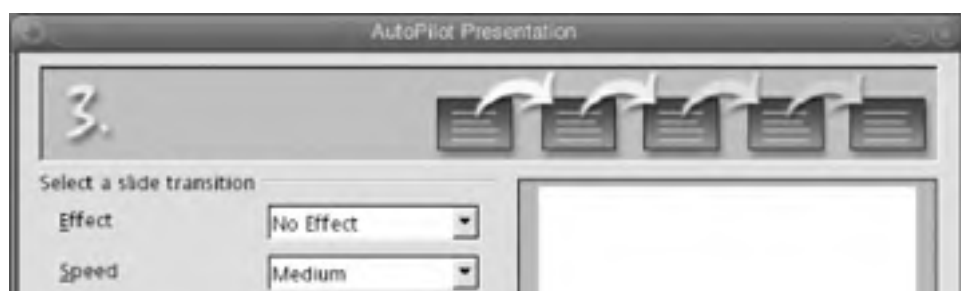 AutoPilot Presentation
3.
Select a slide transition
Effect No Effect
Speed Medium